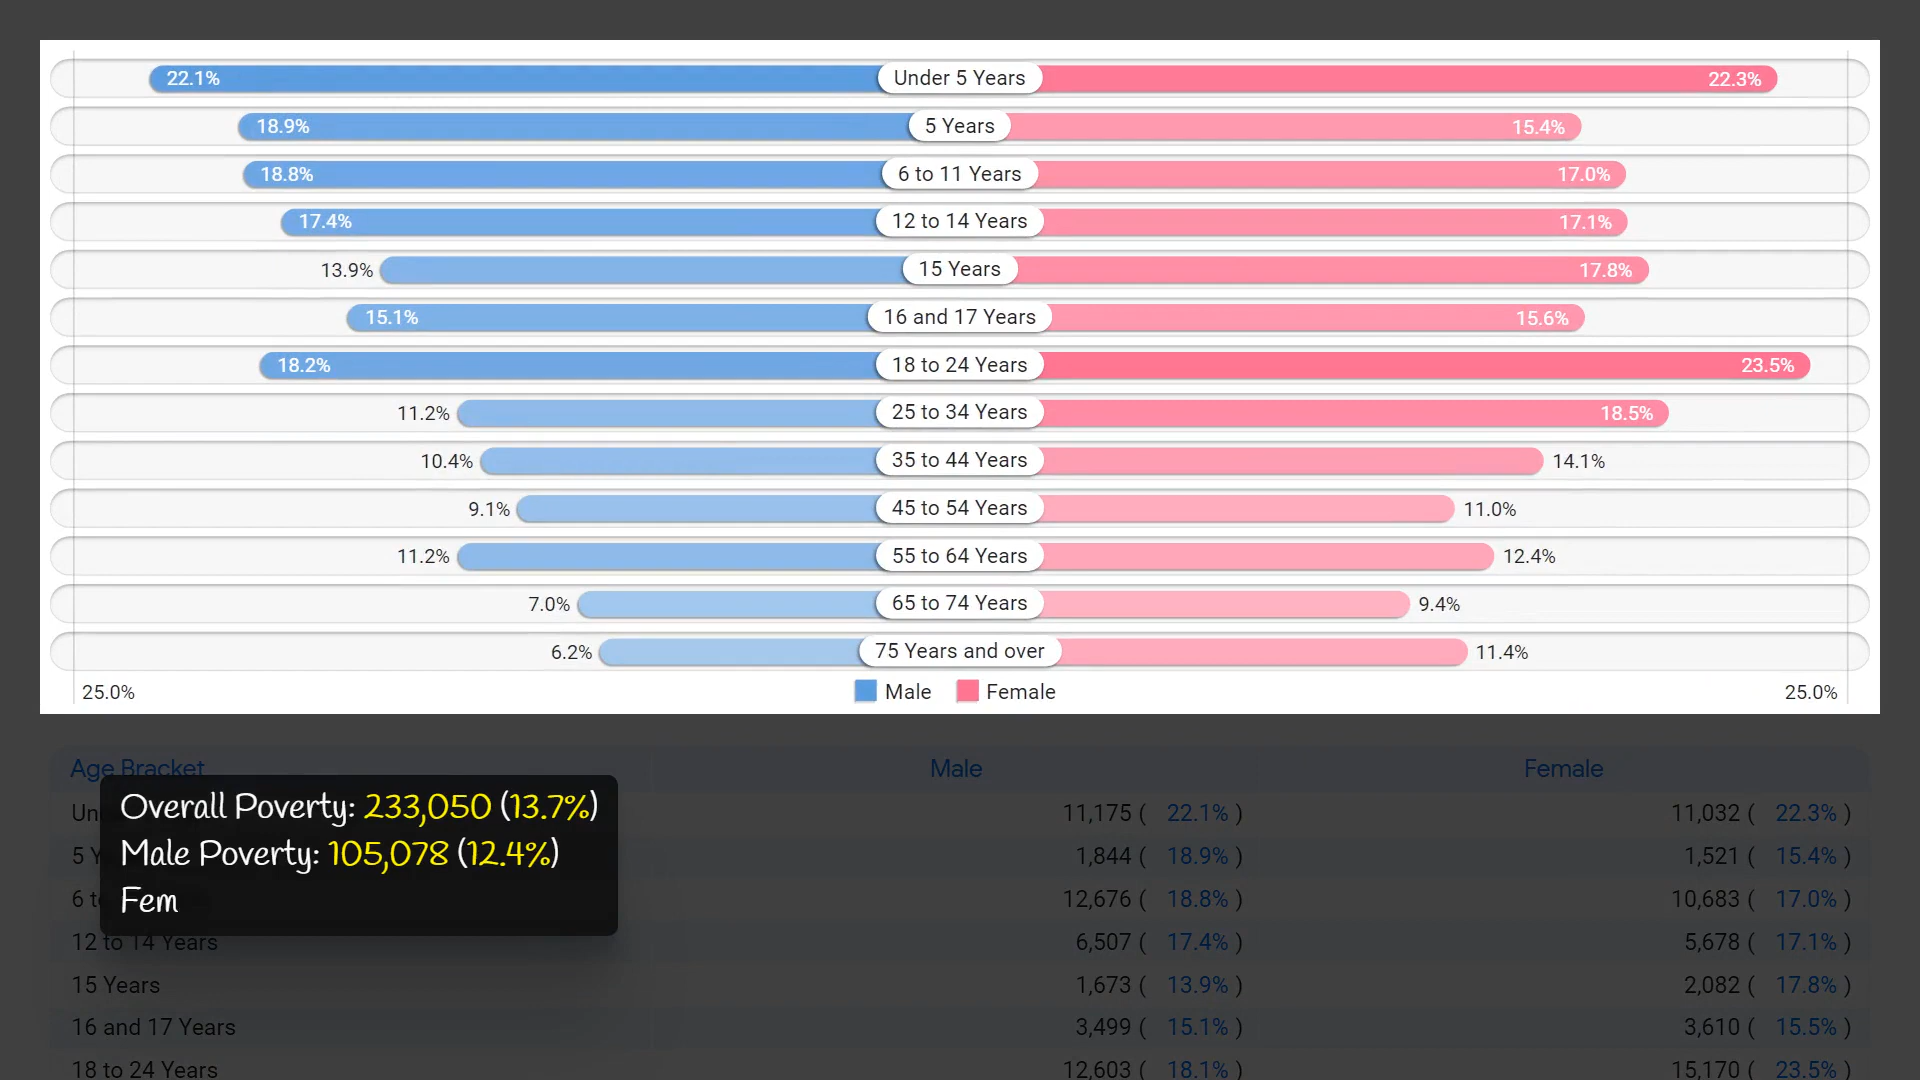 22.1% Under 5 Years 22.3%
18.9% 5 Years 15.4%
18.8% 6 to 11 Years 17.0%
17.4% 12 to 14 Years 17.1%
13.9% 15 Years 17.8%
15.1% 16 and 17 Years 15.6%
18.2% 18 to 24 Years 23.5%
11.2% 25 to 34 Years 18.5%
10.4% 35 to 44 Years 14.1%
9.1% 45 to 54 Years 11.0%
11.2% 55 to 64 Years 12.4%
7.0% 65 to 74 Years 9.4%
6.2% 75 Years and over 11.4%
25.0% Male Female 25.0%
Age Bracket Male Female
Overall Poverty: 233,050 (13.7%)
Male Poverty: 105,078 (12.4%)
Fem
11,175 ( 22.1% ) 11,032 ( 22.3% )
1,844 ( 18.9% ) 1,521 ( 15.4% )
12,676 ( 18.8% ) 10,683 ( 17.0% )
12 to 14 Years 6,507 ( 17.4% ) 5,678 ( 17.1% )
15 Years 1,673 ( 13.9% ) 2,082 ( 17.8% )
16 and 17 Years 3,499 ( 15.1% ) 3,610 ( 15.5% )
18 to 24 Years 12,603 ( 18.1% ) 15,170 ( 23.5% )